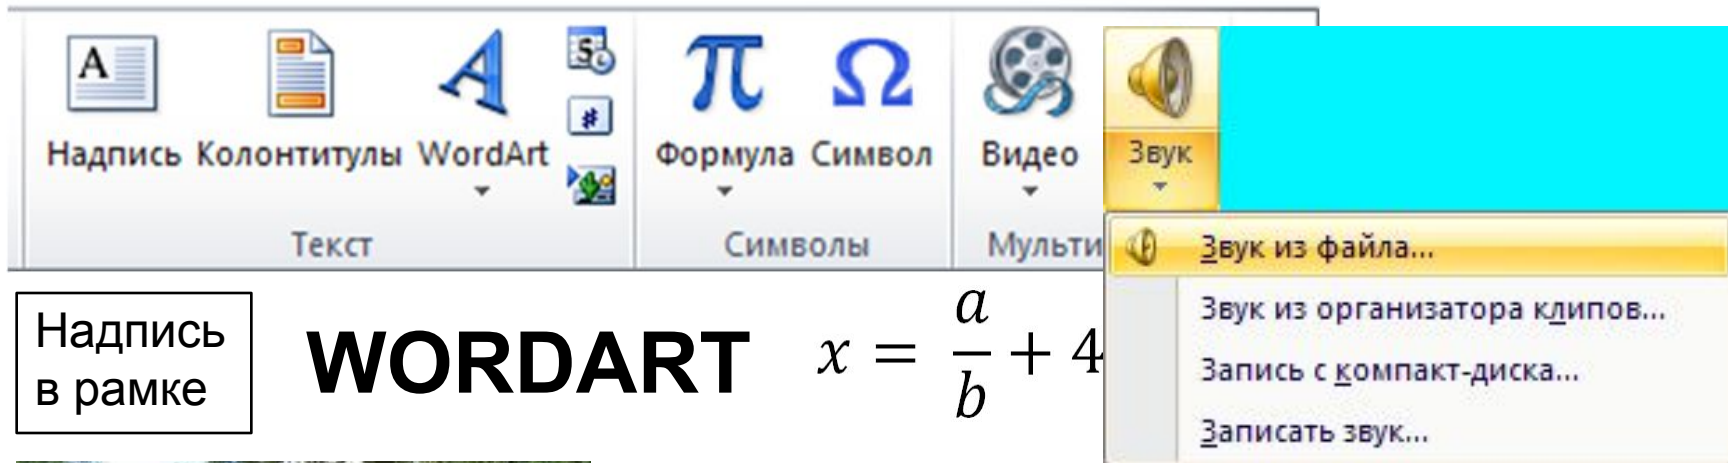 Надпись Колонтитулы WordArt Формула Символ Видео Звук
Текст Символы Мульти
Звук из файла...
Звук из организатора клипов...
Запись с компакт-диска...
Записать звук...
Надпись
в рамке
WORDART
x = a/b + 4